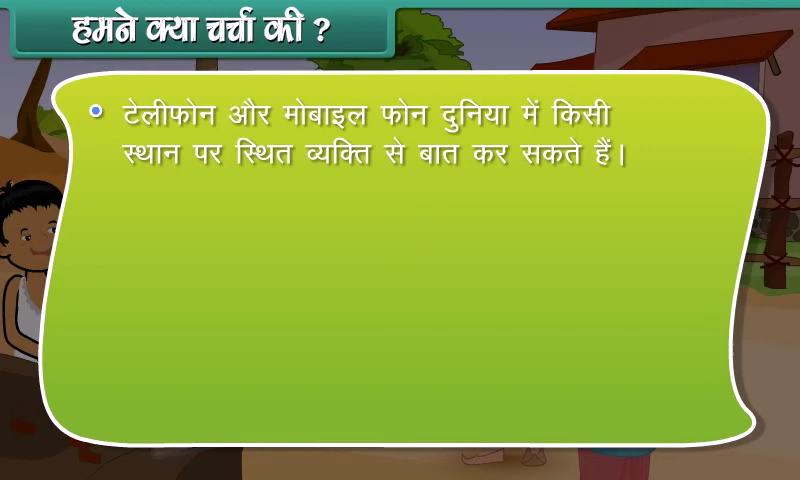 हमने क्या चर्चा की ?
टेलीफोन और मोबाइल फोन दुनिया में किसी
स्थान पर स्थित व्यक्ति से बात कर सकते हैं।